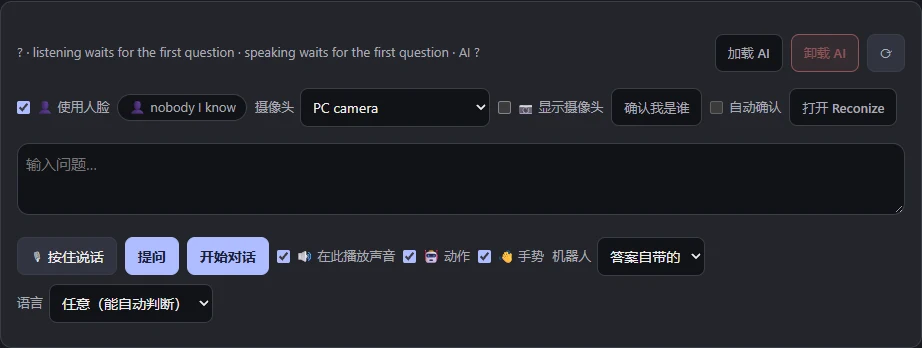 ? · listening waits for the first question · speaking waits for the first question · AI ? 加载 AI 卸载 AI
使用人脸 nobody I know 摄像头 PC camera 显示摄像头 确认我是谁 自动确认 打开 Reconize
输入问题...
按住说话 提问 开始对话 在此播放声音 动作 手势 机器人 答案自带的
语言 任意（能自动判断）